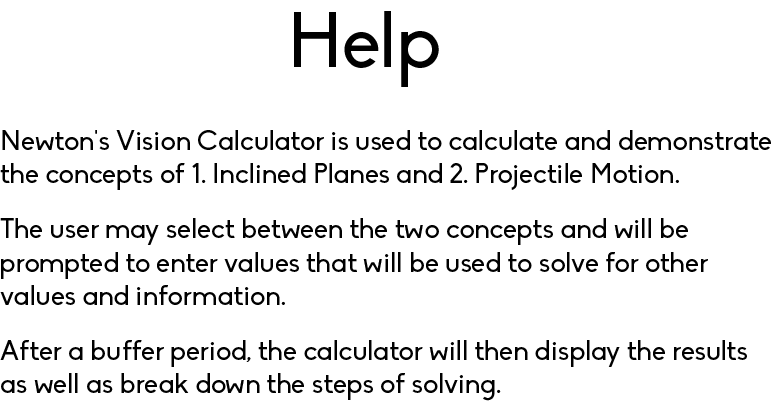 Help
Newton's Vision Calculator is used to calculate and demonstrate
the concepts of 1. Inclined Planes and 2. Projectile Motion.
The user may select between the two concepts and will be
prompted to enter values that will be used to solve for other
values and information.
After a buffer period, the calculator will then display the results
as well as break down the steps of solving.